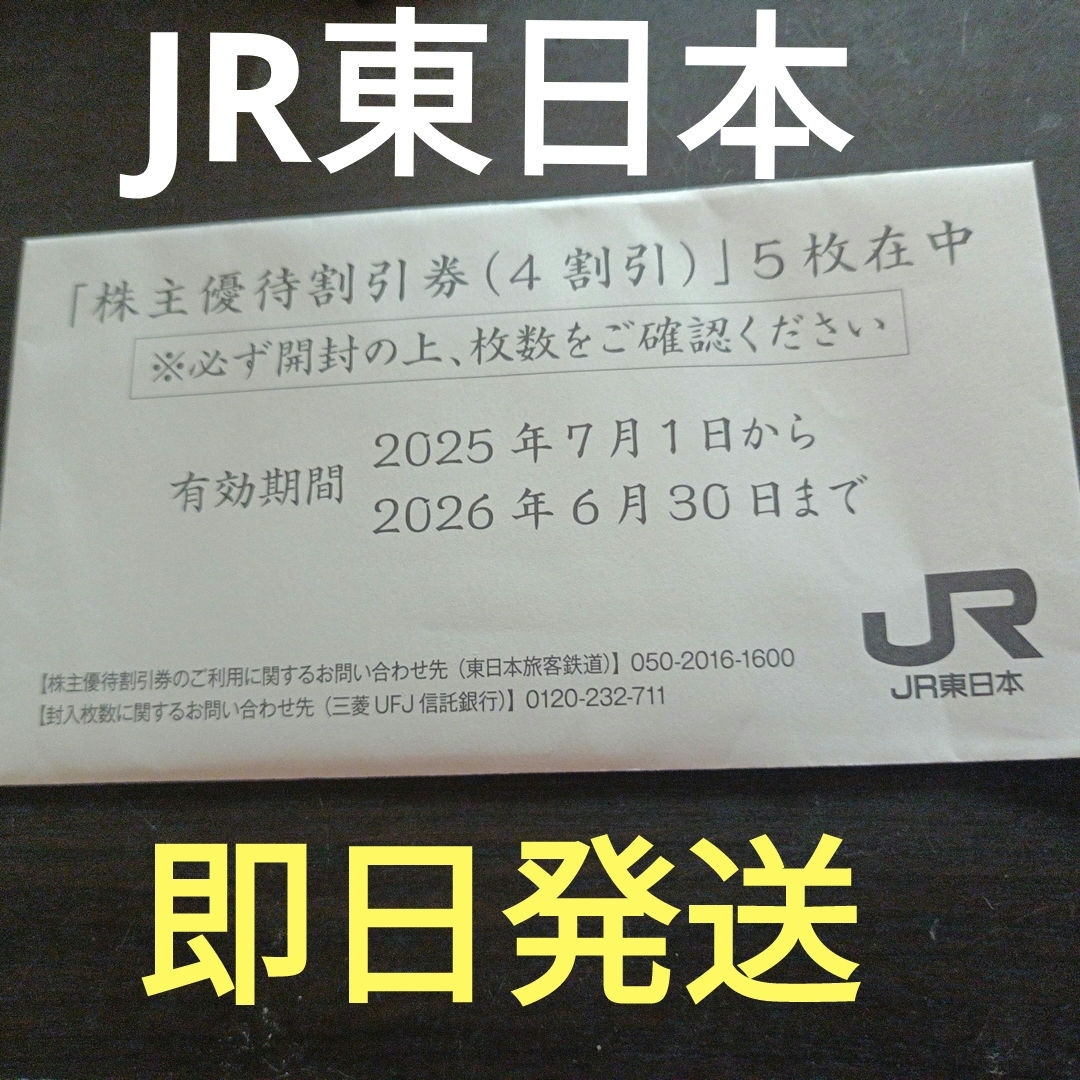 JR東日本
「株主優待割引券(4割引)」5枚在中
※必ず開封の上、枚数をご確認ください
有効期間
2025年7月1日から
2026年6月30日まで
JR
JR東日本
【株主優待割引券のご利用に関するお問い合わせ先(東日本旅客鉄道)】050-2016-1600
【封入枚数に関するお問い合わせ先(三菱UFJ信託銀行)】0120-232-711
即日発送